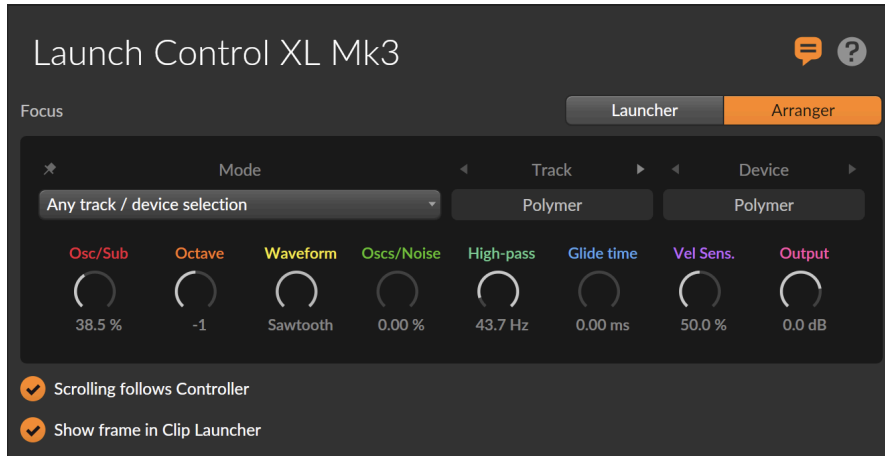 Launch Control XL Mk3
Focus
Launcher
Arranger
Mode
Track
Device
Any track / device selection
Polymer
Polymer
Osc/Sub
Octave
Waveform
Oscs/Noise
High-pass
Glide time
Vel Sens.
Output
38.5 %
-1
Sawtooth
0.00 %
43.7 Hz
0.00 ms
50.0 %
0.0 dB
Scrolling follows Controller
Show frame in Clip Launcher